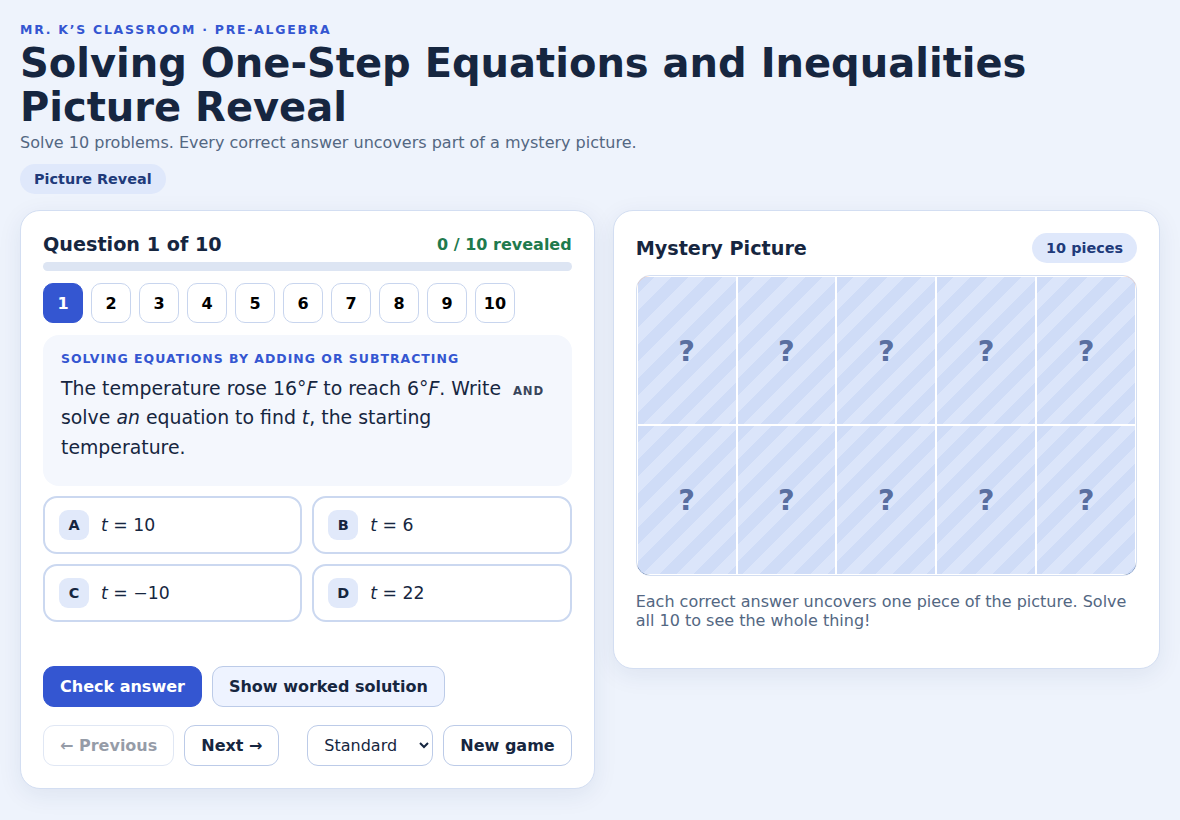 MR. K’S CLASSROOM · PRE-ALGEBRA
Solving One-Step Equations and Inequalities
Picture Reveal
Solve 10 problems. Every correct answer uncovers part of a mystery picture.
Picture Reveal
Question 1 of 10
0 / 10 revealed
1 2 3 4 5 6 7 8 9 10
SOLVING EQUATIONS BY ADDING OR SUBTRACTING
The temperature rose 16°F to reach 6°F. Write AND
solve an equation to find t, the starting
temperature.
A t = 10
B t = 6
C t = −10
D t = 22
Check answer
Show worked solution
← Previous
Next →
Standard
New game
Mystery Picture
10 pieces
? ? ? ? ?
? ? ? ? ?
Each correct answer uncovers one piece of the picture. Solve
all 10 to see the whole thing!